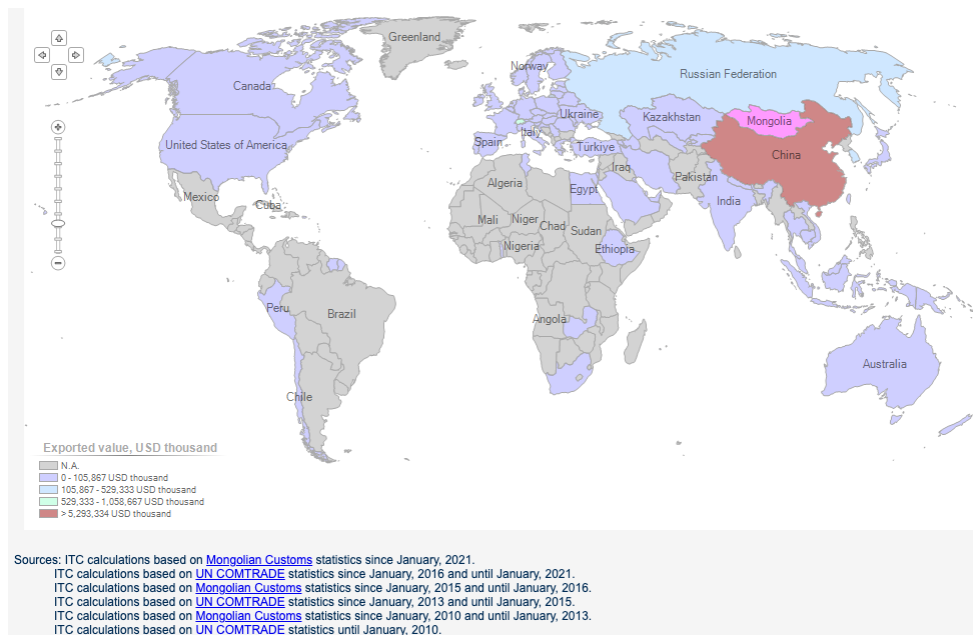 Greenland
Norway
Russian Federation
Canada
Ukraine
Kazakhstan
Mongolia
United States of America
Spain
Italy
Türkiye
China
Iraq
Pakistan
Mexico
Algeria
Egypt
India
Cuba
Mali
Niger
Chad
Sudan
Nigeria
Ethiopia
Peru
Brazil
Angola
Australia
Chile
Exported value, USD thousand
N.A.
0 - 105,867 USD thousand
105,867 - 529,333 USD thousand
529,333 - 1,058,667 USD thousand
> 5,293,334 USD thousand
Sources: ITC calculations based on Mongolian Customs statistics since January, 2021.
ITC calculations based on UN COMTRADE statistics since January, 2016 and until January, 2021.
ITC calculations based on Mongolian Customs statistics since January, 2015 and until January, 2016.
ITC calculations based on UN COMTRADE statistics since January, 2013 and until January, 2015.
ITC calculations based on Mongolian Customs statistics since January, 2010 and until January, 2013.
ITC calculations based on UN COMTRADE statistics until January, 2010.